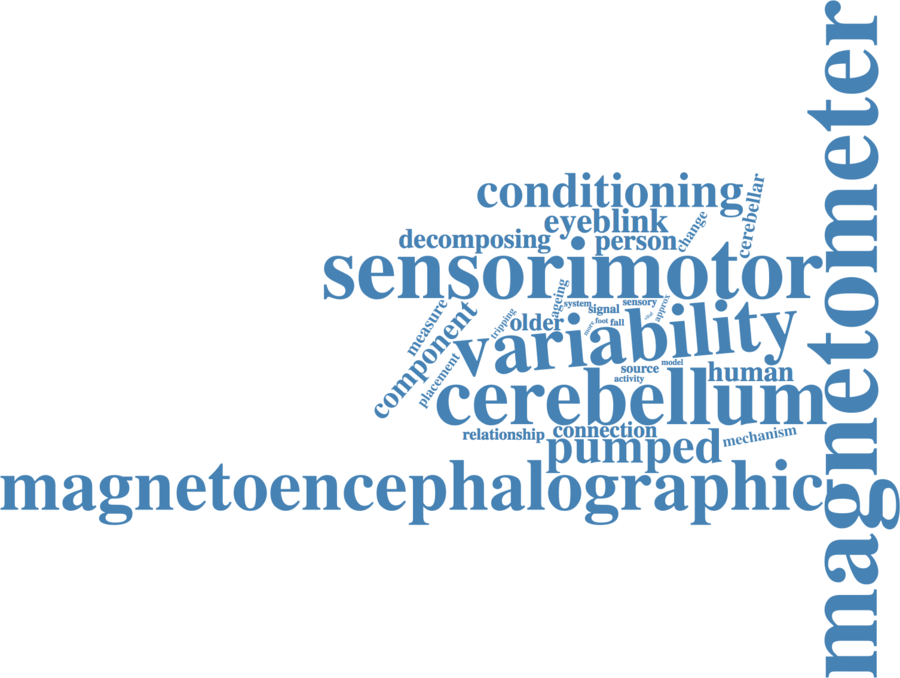 magnetometer
conditioning
cerebellar
eyeblink
change
decomposing
person
sensorimotor
ageing
system
sensory
approx
signal
measure
component
tripping
older
more
foot
fall
variability
placement
source
model
activity
human
cerebellum
relationship
connection
mechanism
pumped
magnetoencephalographic